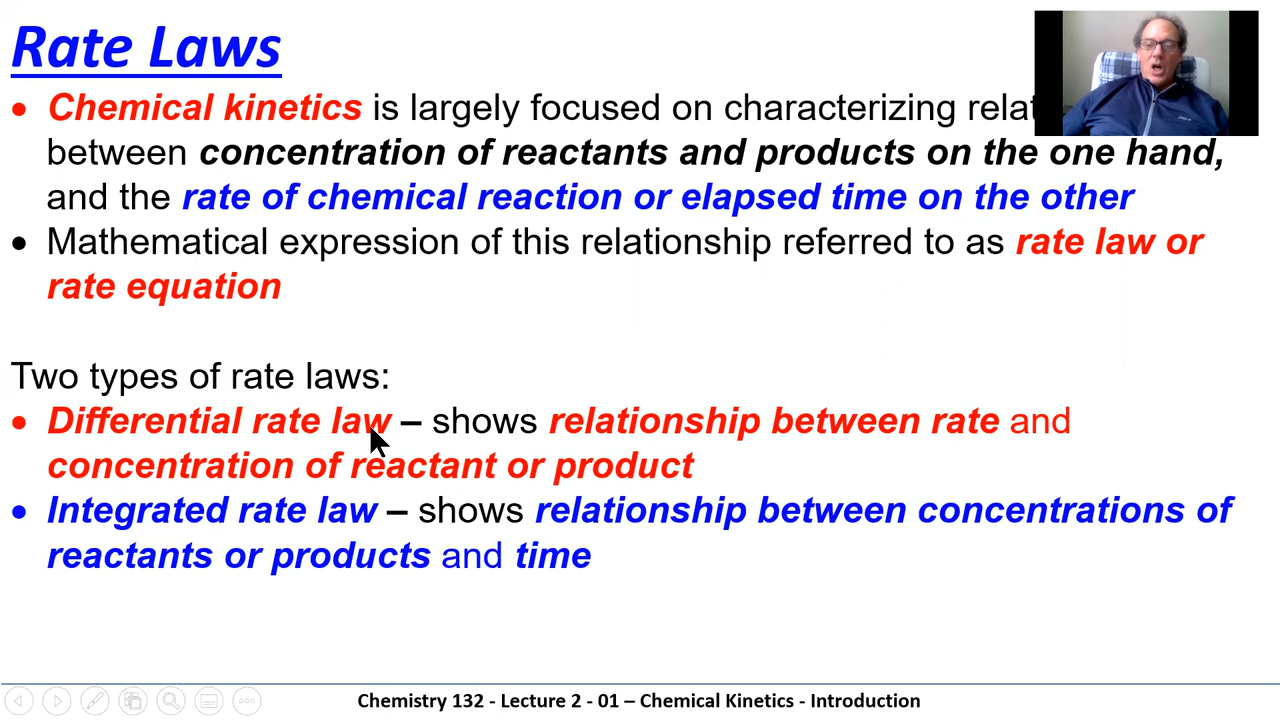 Rate Laws
• Chemical kinetics is largely focused on characterizing
between concentration of reactants and products on the one hand,
and the rate of chemical reaction or elapsed time on the other
• Mathematical expression of this relationship referred to as rate law or
rate equation
Two types of rate laws:
• Differential rate law – shows relationship between rate and
concentration of reactant or product
• Integrated rate law – shows relationship between concentrations of
reactants or products and time
Chemistry 132 - Lecture 2 - 01 – Chemical Kinetics - Introduction